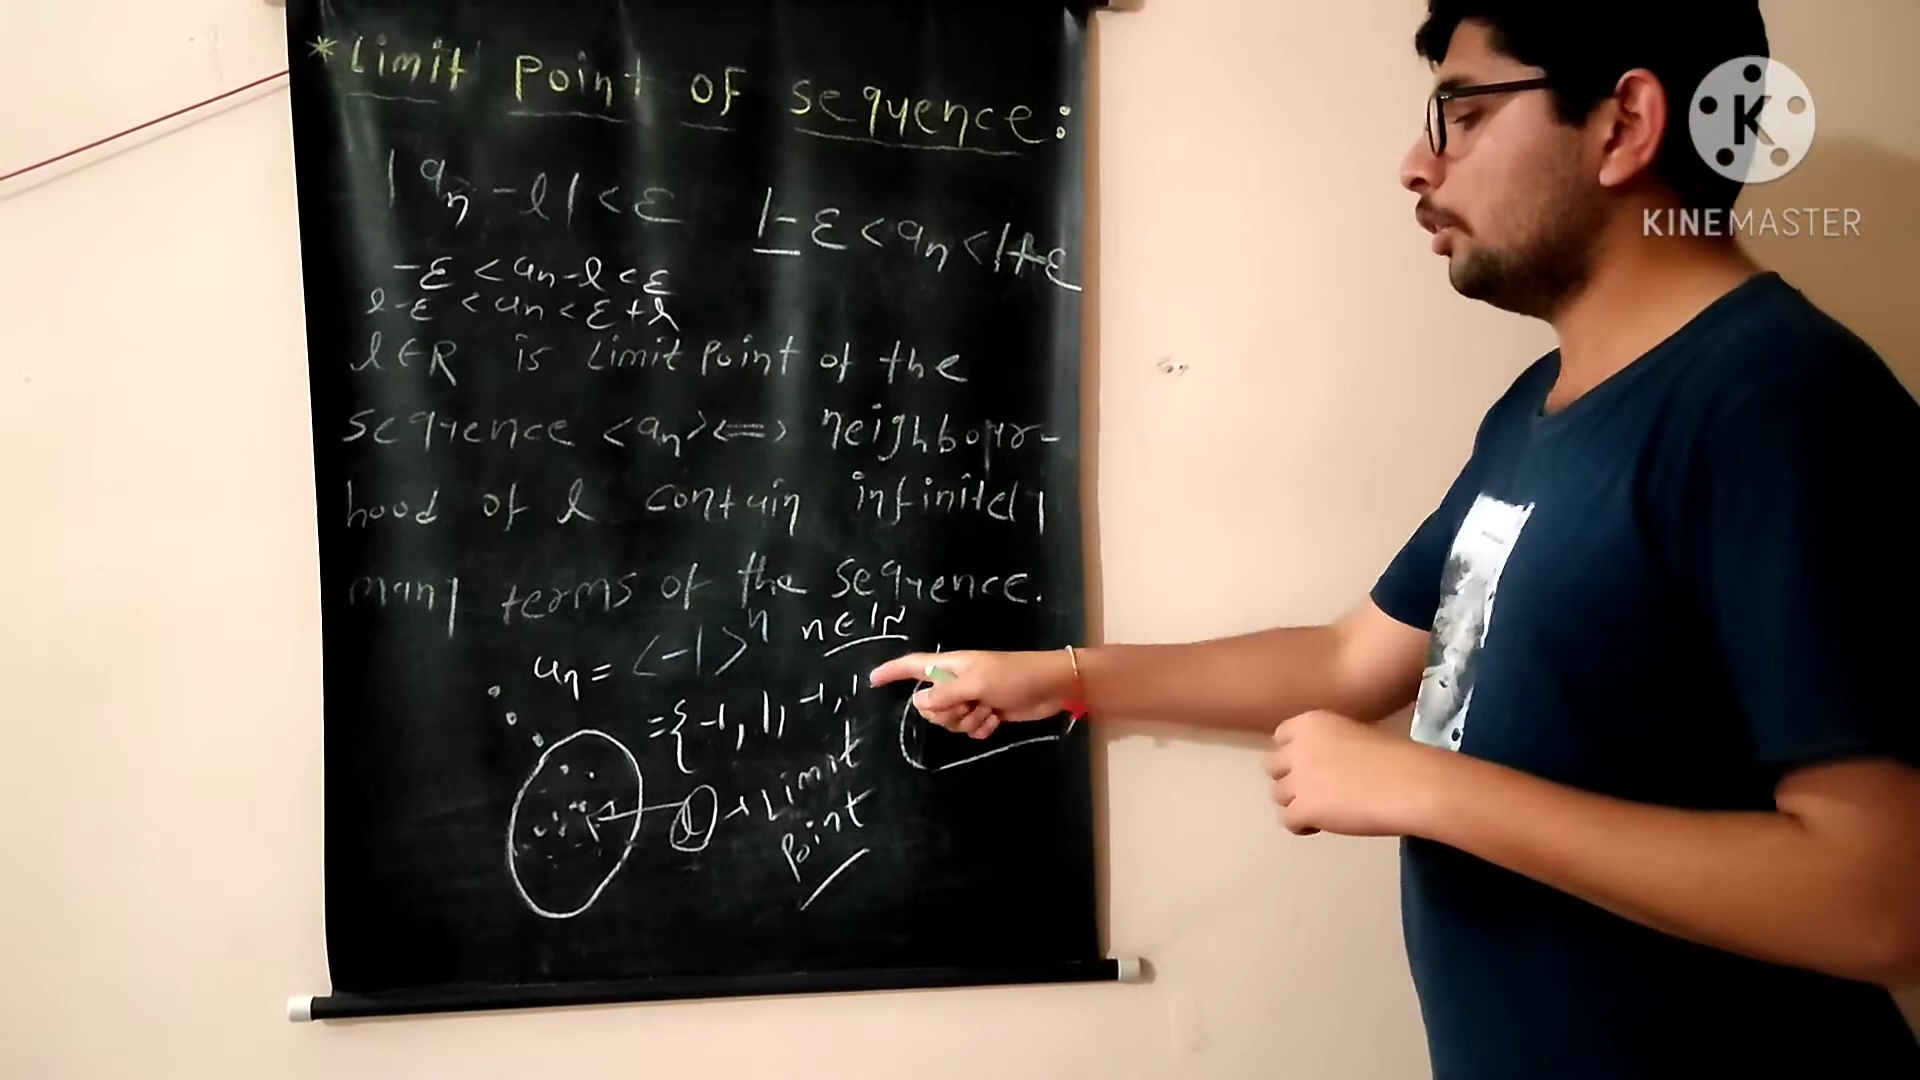 * Limit Point of sequence:
|an - l| < ε
l - ε < an < l + ε
-ε < an - l < ε
l - ε < an < ε + l
l ∈ R is Limit Point of the
sequence <an> <=> neighbour-
hood of l contain infinitely
many terms of the sequence.
an = <-1>^n n ∈ IN
= {-1, 1, -1, 1
l → Limit
Point
K
KINEMASTER